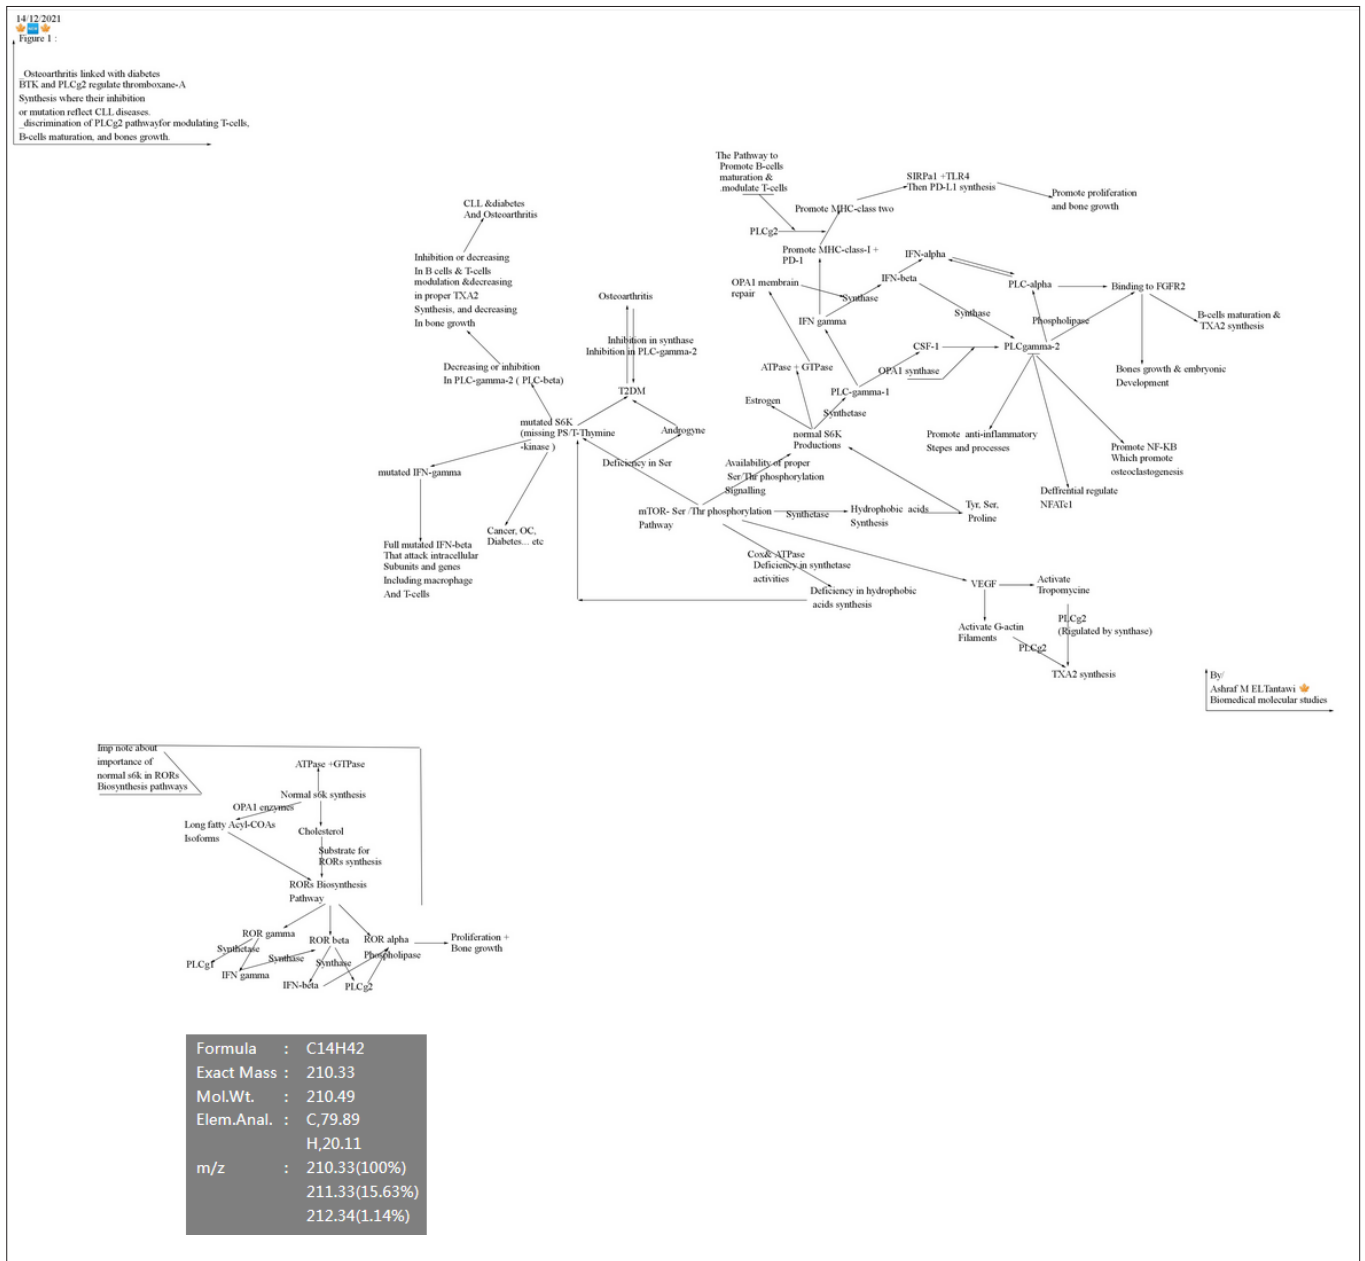 14/12/2021
Figure 1 :
_Osteoarthritis linked with diabetes
BTK and PLCg2 regulate thromboxane-A
Synthesis where their inhibition
or mutation reflect CLL diseases.
_discrimination of PLCg2 pathwayfor modulating T-cells,
B-cells maturation, and bones growth.
The Pathway to
Promote B-cells
maturation &
.modulate T-cells
SIRPa1 +TLR4
Then PD-L1 synthesis
Promote proliferation
and bone growth
Promote MHC-class two
PLCg2
Promote MHC-class-I +
PD-1
CLL &diabetes
And Osteoarthritis
Inhibition or decreasing
In B cells & T-cells
modulation &decreasing
in proper TXA2
Synthesis, and decreasing
In bone growth
Osteoarthritis
Inhibition in synthase
Inhibition in PLC-gamma-2
Decreasing or inhibition
In PLC-gamma-2 ( PLC-beta)
T2DM
OPA1 membrain
repair
IFN-alpha
IFN-beta
Synthase
IFN gamma
PLC-alpha
Binding to FGFR2
Synthase
Phospholipase
B-cells maturation &
TXA2 synthesis
CSF-1
PLCgamma-2
OPA1 synthase
Bones growth & embryonic
Development
ATPase + GTPase
PLC-gamma-1
Estrogen
Synthetase
mutated S6K
(missing PS/T-Thymine
-kinase )
Androgyne
Deficiency in Ser
normal S6K
Productions
Promote anti-inflammatory
Stepes and processes
Promote NF-KB
Which promote
osteoclastogenesis
Deffrential regulate
NFATc1
mutated IFN-gamma
Availability of proper
Ser/Thr phosphorylation
Signalling
mTOR- Ser /Thr phosphorylation
Pathway
Synthetase
Hydrophobic acids
Synthesis
Tyr, Ser,
Proline
Cancer, OC,
Diabetes... etc
Full mutated IFN-beta
That attack intracellular
Subunits and genes
Including macrophage
And T-cells
Cox& ATPase
Deficiency in synthetase
activities
Deficiency in hydrophobic
acids synthesis
VEGF
Activate
Tropomycine
Activate G-actin
Filaments
PLCg2
(Rigulated by synthase)
PLCg2
TXA2 synthesis
By/
Ashraf M ELTantawi
Biomedical molecular studies
Imp note about
importance of
normal s6k in RORs
Biosynthesis pathways
ATPase +GTPase
Normal s6k synthesis
OPA1 enzymes
Long fatty Acyl-COAs
Isoforms
Cholesterol
Substrate for
RORs synthesis
RORs Biosynthesis
Pathway
ROR gamma
ROR beta
ROR alpha
Proliferation +
Bone growth
Synthetase
Synthase
Synthase
Phospholipase
PLCg1
IFN gamma
IFN-beta
PLCg2
Formula : C14H42
Exact Mass : 210.33
Mol.Wt. : 210.49
Elem.Anal. : C,79.89
H,20.11
m/z : 210.33(100%)
211.33(15.63%)
212.34(1.14%)